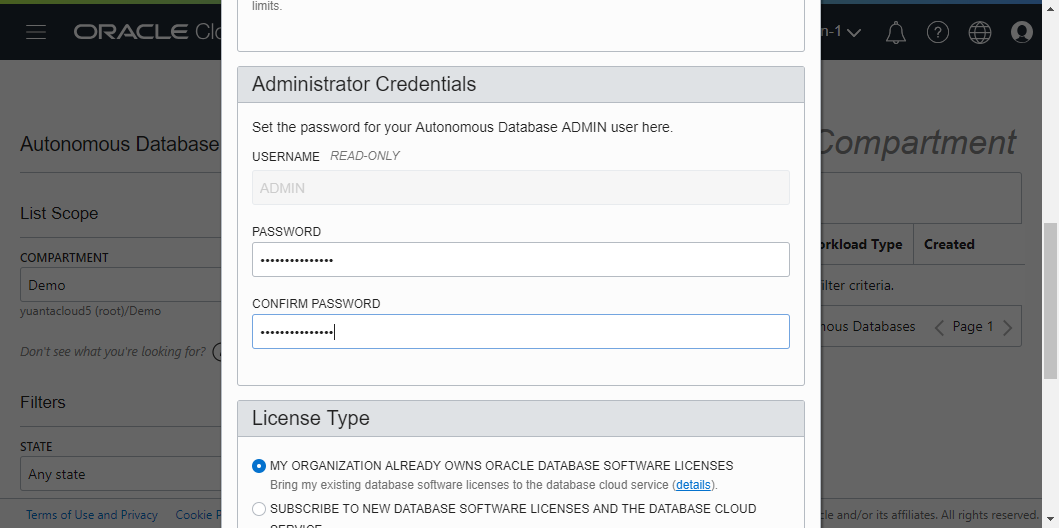 limits.
ORACLE Clo
n-1
Administrator Credentials
Set the password for your Autonomous Database ADMIN user here.
USERNAME READ-ONLY
ADMIN
PASSWORD
•••••••••••••••
CONFIRM PASSWORD
•••••••••••••••
License Type
MY ORGANIZATION ALREADY OWNS ORACLE DATABASE SOFTWARE LICENSES
Bring my existing database software licenses to the database cloud service (details).
SUBSCRIBE TO NEW DATABASE SOFTWARE LICENSES AND THE DATABASE CLOUD
SERVICE
Autonomous Database
List Scope
COMPARTMENT
Demo
yuantacloud5 (root)/Demo
Don't see what you're looking for?
Filters
STATE
Any state
Compartment
orkload Type Created
ilter criteria.
nous Databases Page 1
Terms of Use and Privacy Cookie P
cle and/or its affiliates. All rights reserved.